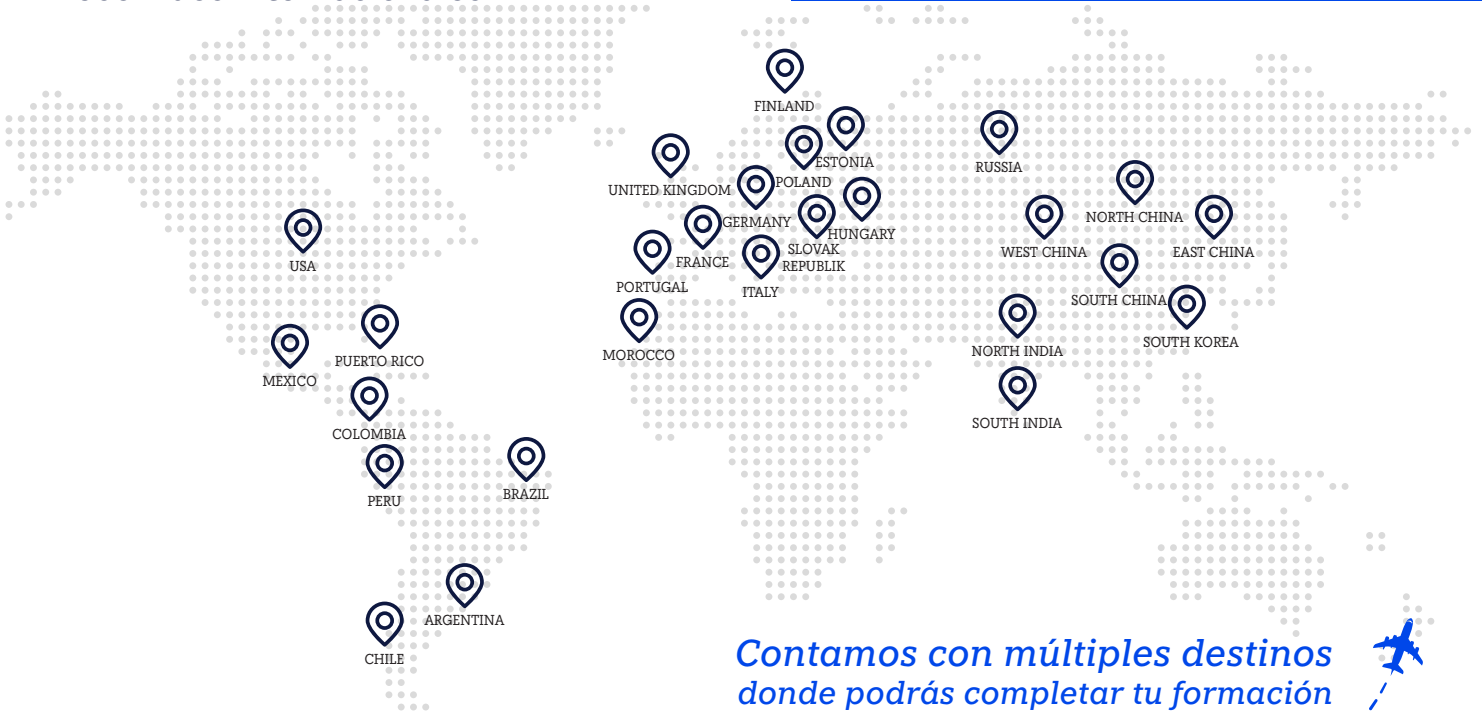 FINLAND
ESTONIA
RUSSIA
POLAND
UNITED KINGDOM
NORTH CHINA
GERMANY
HUNGARY
SLOVAK
REPUBLIK
WEST CHINA
EAST CHINA
FRANCE
USA
PORTUGAL
ITALY
SOUTH CHINA
SOUTH KOREA
NORTH INDIA
MOROCCO
PUERTO RICO
MEXICO
SOUTH INDIA
COLOMBIA
BRAZIL
PERU
ARGENTINA
CHILE
Contamos con múltiples destinos
donde podrás completar tu formación